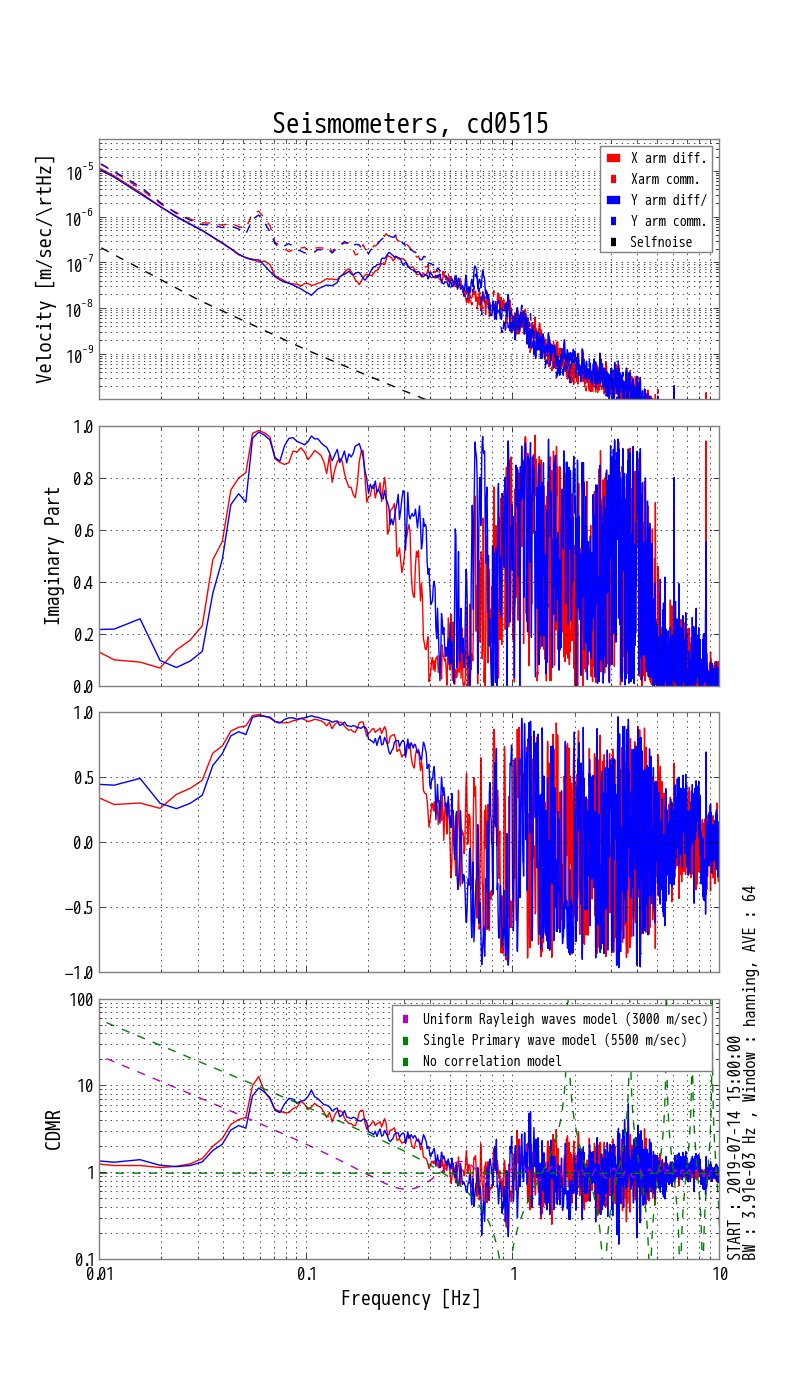 Seismometers, cd0515
Velocity [m/sec/\rtHz]
10^-5
10^-6
10^-7
10^-8
10^-9
X arm diff.
Xarm comm.
Y arm diff/
Y arm comm.
Selfnoise
Imaginary Part
1.0
0.8
0.6
0.4
0.2
0.0
1.0
0.5
0.0
−0.5
−1.0
CDMR
100
10
1
0.1
Uniform Rayleigh waves model (3000 m/sec)
Single Primary wave model (5500 m/sec)
No correlation model
0.01
0.1
1
10
Frequency [Hz]
START : 2019-07-14 15:00:00
BW : 3.91e-03 Hz , Window : hanning, AVE : 64